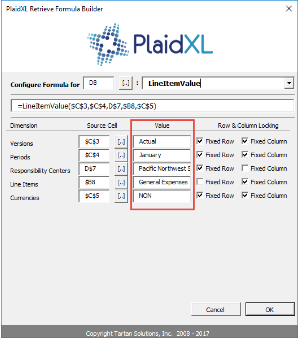 PlaidXL Retrieve Formula Builder
PlaidXL
Configure Formula for D8 [..] : LineItemValue
=LineItemValue($C$3,$C$4,D$7,$B8,$C$5)
Dimension Source Cell Value Row & Column Locking
Versions $C$3 [..] Actual Fixed Row Fixed Column
Periods $C$4 [..] January Fixed Row Fixed Column
Responsibility Centers D$7 [..] Pacific Northwest S Fixed Row Fixed Column
Line Items $B8 [..] General Expenses Fixed Row Fixed Column
Currencies $C$5 [..] NON Fixed Row Fixed Column
Cancel OK
Copyright Tartan Solutions, Inc. 2008 - 2017